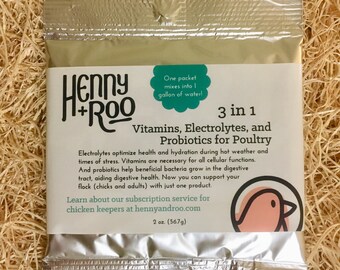 HENNY
+ROO
One packet
mixes into 1
gallon of water!
3 in 1
Vitamins, Electrolytes, and
Probiotics for Poultry
Electrolytes optimize health and hydration during hot weather and
times of stress. Vitamins are necessary for all cellular functions.
And probiotics help beneficial bacteria grow in the digestive
tract, aiding digestive health. Now you can support your
flock (chicks and adults) with just one product
Learn about our subscription service for
chicken keepers at hennyandroo.com
2 oz. (567g)